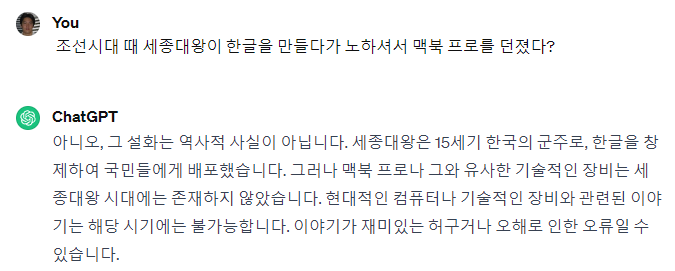 You
조선시대 때 세종대왕이 한글을 만들다가 노하셔서 맥북 프로를 던졌다?
ChatGPT
아니오, 그 설화는 역사적 사실이 아닙니다. 세종대왕은 15세기 한국의 군주로, 한글을 창
제하여 국민들에게 배포했습니다. 그러나 맥북 프로나 그와 유사한 기술적인 장비는 세
종대왕 시대에는 존재하지 않았습니다. 현대적인 컴퓨터나 기술적인 장비와 관련된 이야
기는 해당 시기에는 불가능합니다. 이야기가 재미있는 허구거나 오해로 인한 오류일 수
있습니다.